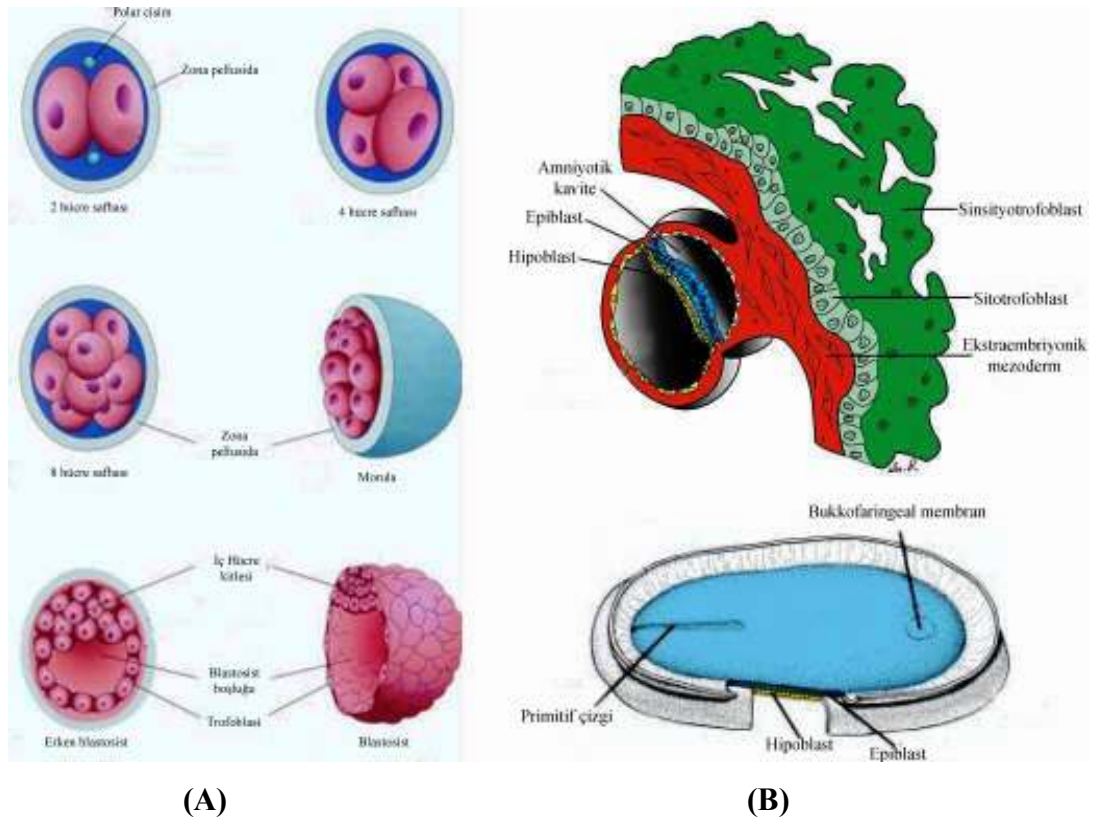 Polar cisim
Zona pellusida
2 hücre safhası
4 hücre safhası
Zona
pellusida
8 hücre safhası
Morula
İç Hücre
kitlesi
Blastosist
boşluğu
Trofoblast
Erken blastosist
Blastosist
(A)
Amniyotik
kavite
Epiblast
Hipoblast
Sinsityotrofoblast
Sitotrofoblast
Ekstraembriyonik
mezoderm
Bukkofaringeal membran
Primitif çizgi
Hipoblast
Epiblast
(B)